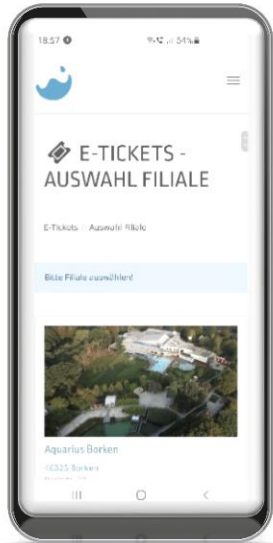 18:57
54%
E-TICKETS -
AUSWAHL FILIALE
E-Tickets Auswahl Filiale
Bitte Filiale auswählen!
Aquarius Borken
46325 Borken